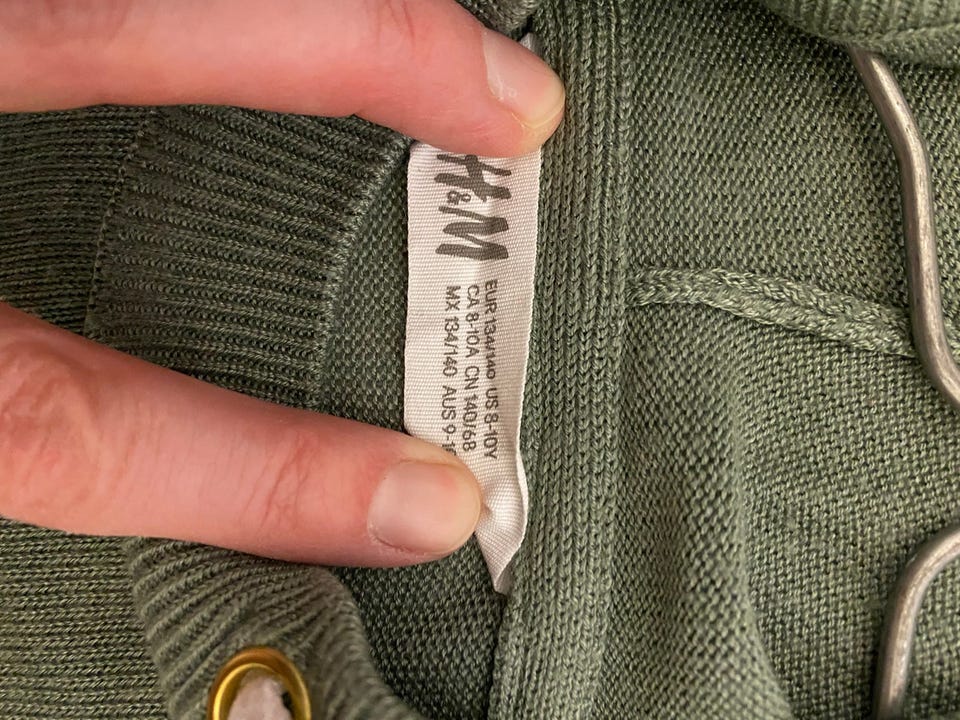 H&M
EUR 134/140 US 8-10Y
CA 8-10A CN 140/68
MX 134/140 AUS